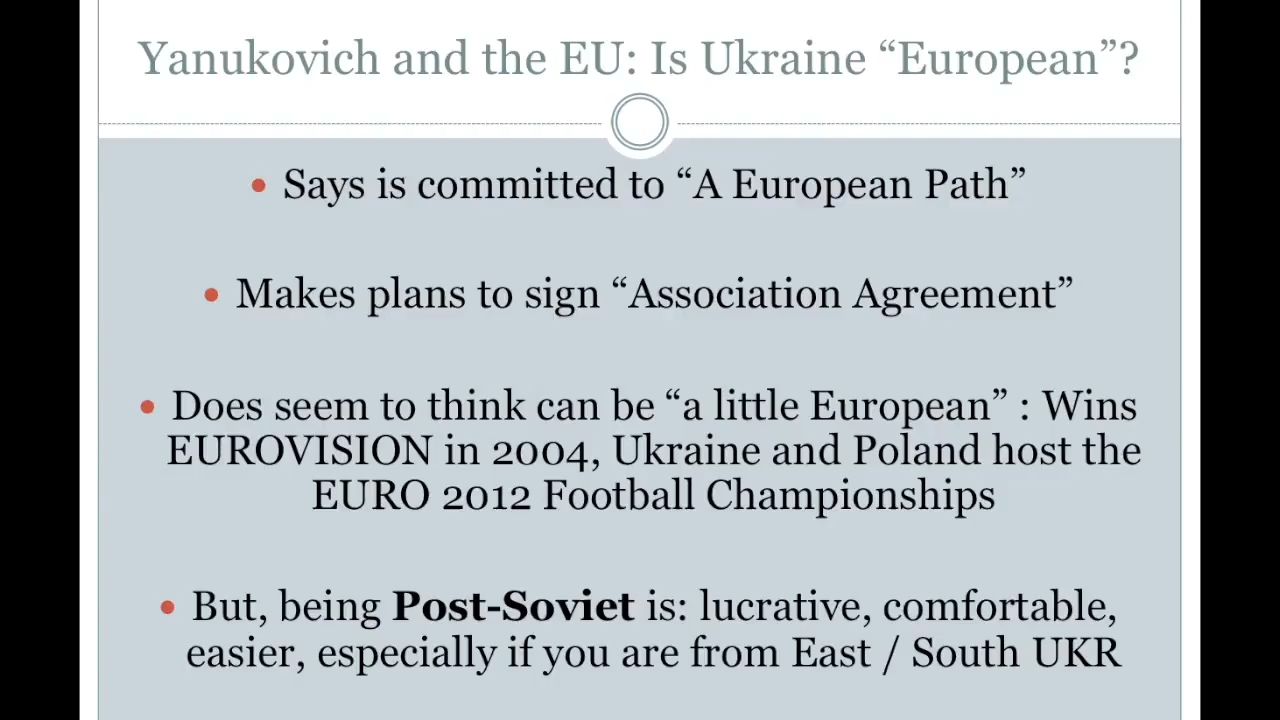 Yanukovich and the EU: Is Ukraine “European”?
• Says is committed to “A European Path”
• Makes plans to sign “Association Agreement”
• Does seem to think can be “a little European” : Wins
EUROVISION in 2004, Ukraine and Poland host the
EURO 2012 Football Championships
• But, being Post-Soviet is: lucrative, comfortable,
easier, especially if you are from East / South UKR